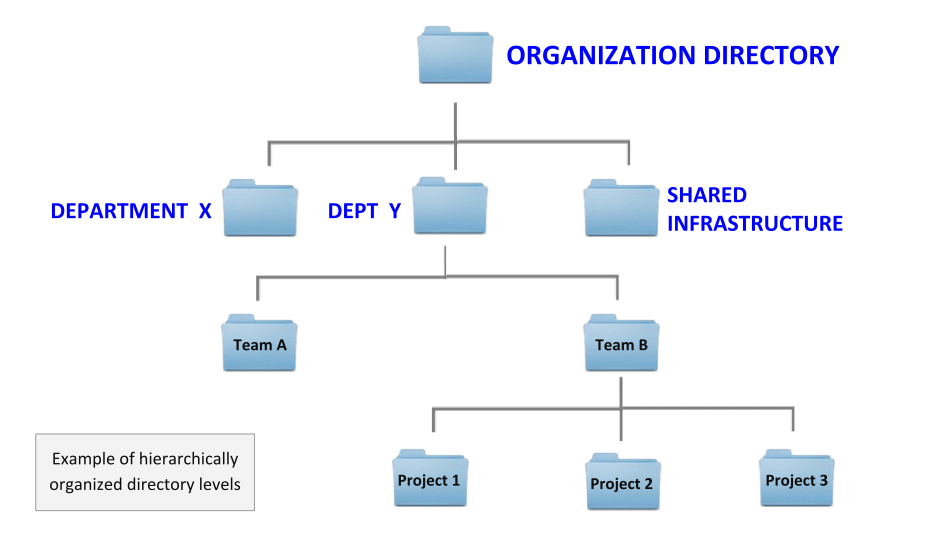 ORGANIZATION DIRECTORY
DEPARTMENT X
DEPT Y
SHARED
INFRASTRUCTURE
Team A
Team B
Example of hierarchically
organized directory levels
Project 1
Project 2
Project 3